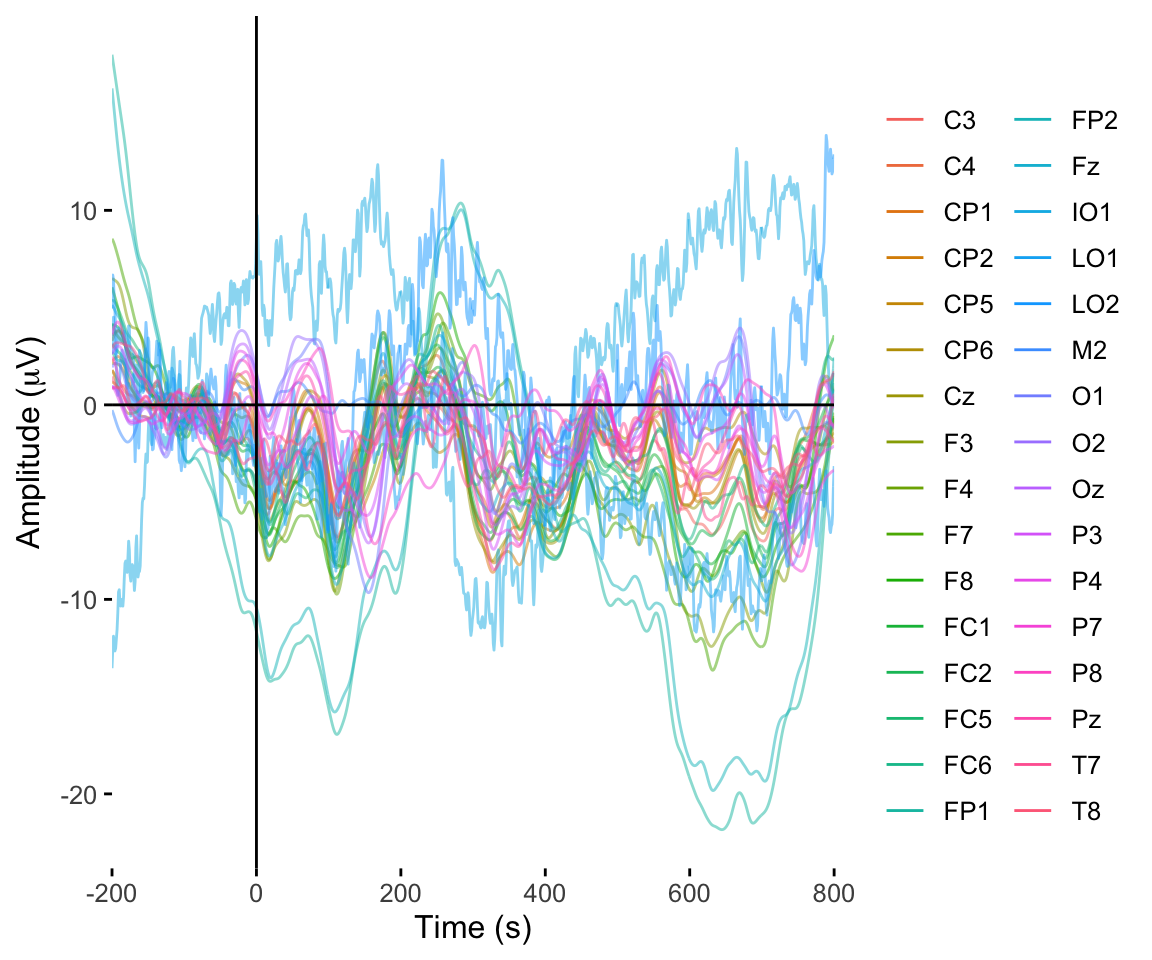 Amplitude (μV)
10
0
-10
-20
-200 0 200 400 600 800
Time (s)
C3 FP2
C4 Fz
CP1 IO1
CP2 LO1
CP5 LO2
CP6 M2
Cz O1
F3 O2
F4 Oz
F7 P3
F8 P4
FC1 P7
FC2 P8
FC5 Pz
FC6 T7
FP1 T8